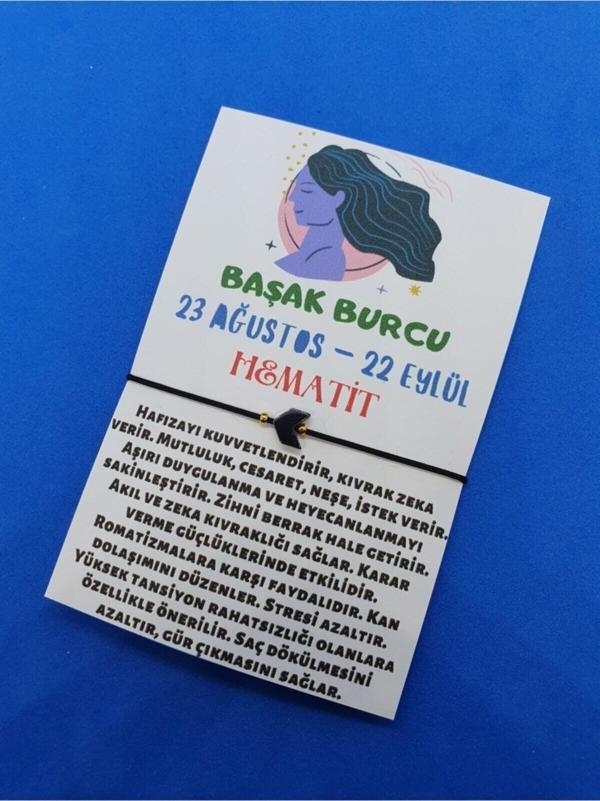 BAŞAK BURCU
23 AĞUSTOS – 22 EYLÜL
HEMATİT
HAFIZAYI KUVVETLENDİRİR, KIVRAK ZEKA
VERİR. MUTLULUK, CESARET, NEŞE, İSTEK VERİR.
AŞIRI DUYGULANMA VE HEYECANLANMAYI
SAKİNLEŞTİRİR. ZİHNİ BERRAK HALE GETİRİR.
AKIL VE ZEKA KIVRAKLIĞI SAĞLAR. KARAR
VERME GÜÇLÜKLERİNDE ETKİLİDİR.
ROMATİZMALARA KARŞI FAYDALIDIR. KAN
DOLAŞIMINI DÜZENLER. STRESİ AZALTIR.
YÜKSEK TANSİYON RAHATSIZLIĞI OLANLARA
ÖZELLİKLE ÖNERİLİR. SAÇ DÖKÜLMESİNİ
AZALTIR, GÜR ÇIKMASINI SAĞLAR.